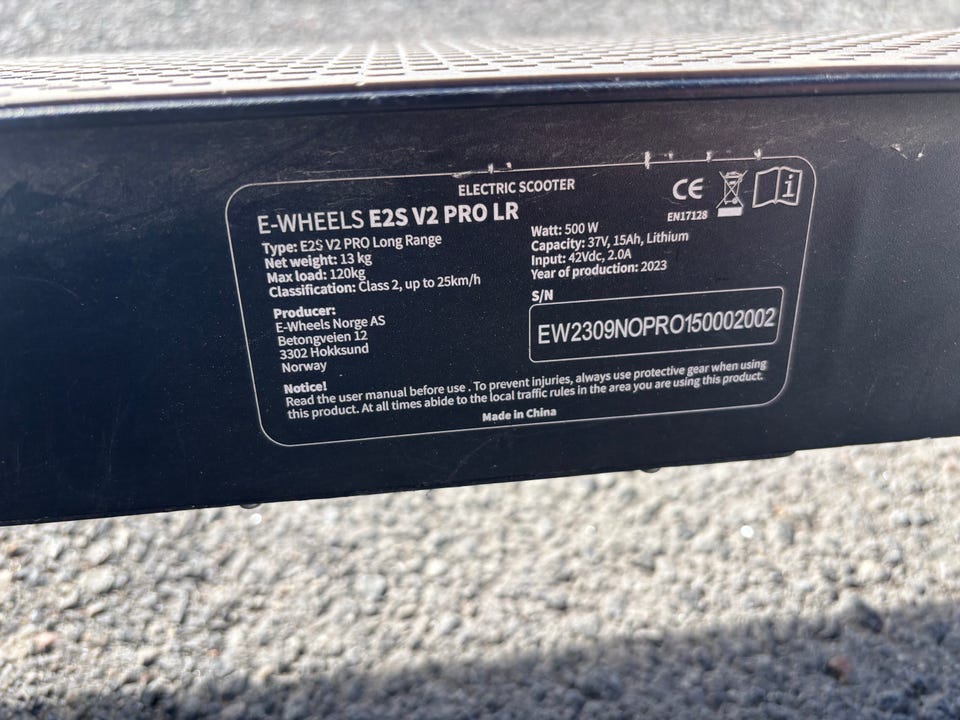 ELECTRIC SCOOTER
CE
EN17128
i
E-WHEELS E2S V2 PRO LR
Type: E2S V2 PRO Long Range
Net weight: 13 kg
Max load: 120kg
Classification: Class 2, up to 25km/h
Producer:
E-Wheels Norge AS
Betongveien 12
3302 Hokksund
Norway
Watt: 500 W
Capacity: 37V, 15Ah, Lithium
Input: 42Vdc, 2.0A
Year of production: 2023
S/N
EW2309NOPRO150002002
Notice!
Read the user manual before use . To prevent injuries, always use protective gear when using
this product. At all times abide to the local traffic rules in the area you are using this product.
Made in China